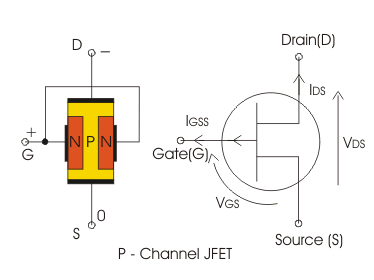 D −
Drain(D)
IDS
+
IGSS
N P N
VDS
G
Gate(G)
VGS
0
S
Source (S)
P - Channel JFET